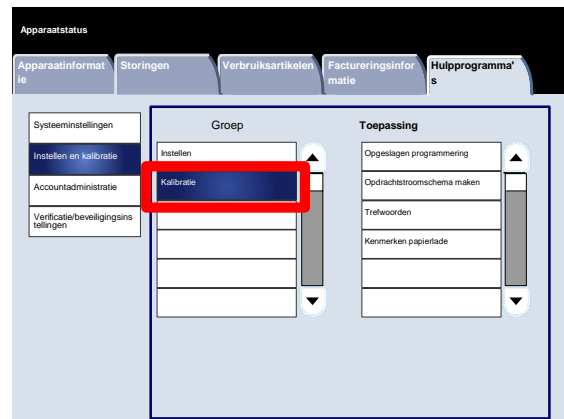 Apparaatstatus
Apparaatinformat
ie
Storingen
Verbruiksartikelen
Factureringsinfor
matie
Hulpprogramma'
s
Systeeminstellingen
Instellen en kalibratie
Accountadministratie
Verificatie/beveiligingsins
tellingen
Groep
Instellen
Kalibratie
Toepassing
Opgeslagen programmering
Opdrachtstroomschema maken
Trefwoorden
Kenmerken papierlade